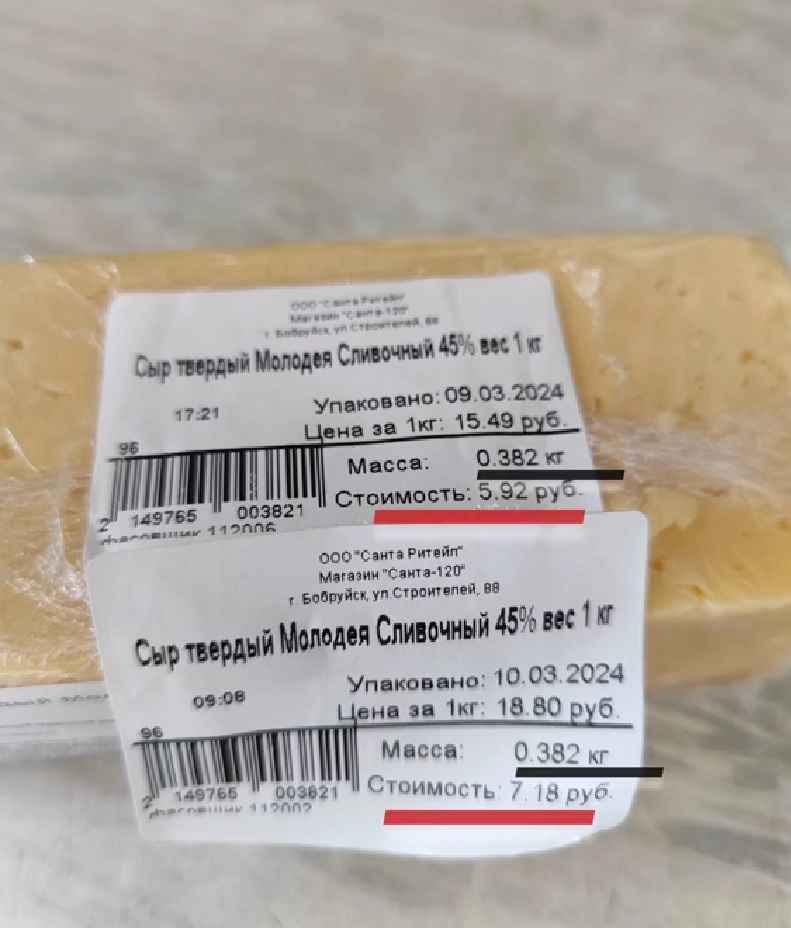 ООО "Санта Ритейл"
Магазин "Санта-120"
г. Бобруйск, ул.Строителей, 88
Сыр твердый Молодея Сливочный 45% вес 1 кг
17:21
Упаковано: 09.03.2024
Цена за 1кг: 15.49 руб.
96
Масса: 0.382 кг
Стоимость: 5.92 руб.
2 149765 003821
фасовщик 112006
ООО "Санта Ритейл"
Магазин "Санта-120"
г. Бобруйск, ул.Строителей, 88
Сыр твердый Молодея Сливочный 45% вес 1 кг
09:08
Упаковано: 10.03.2024
Цена за 1кг: 18.80 руб.
96
Масса: 0.382 кг
Стоимость: 7.18 руб.
2 149765 003821
фасовщик 112002